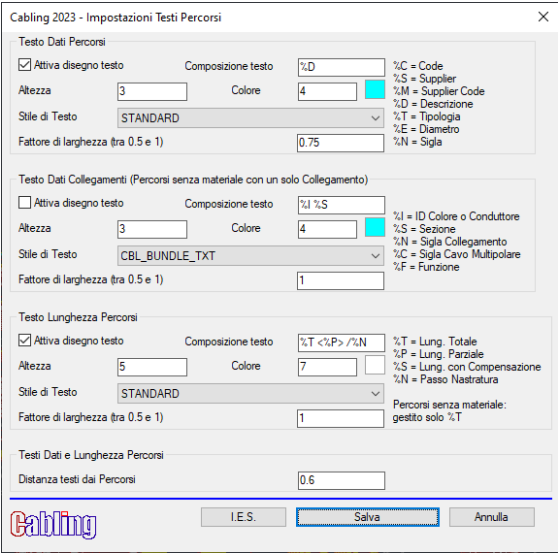 Cabling 2023 - Impostazioni Testi Percorsi
Testo Dati Percorsi
Attiva disegno testo
Composizione testo
%D
Altezza
3
Colore
4
Stile di Testo
STANDARD
Fattore di larghezza (tra 0.5 e 1)
0.75
%C = Code
%S = Supplier
%M = Supplier Code
%D = Descrizione
%T = Tipologia
%E = Diametro
%N = Sigla
Testo Dati Collegamenti (Percorsi senza materiale con un solo Collegamento)
Attiva disegno testo
Composizione testo
%I %S
Altezza
3
Colore
4
Stile di Testo
CBL_BUNDLE_TXT
Fattore di larghezza (tra 0.5 e 1)
1
%I = ID Colore o Conduttore
%S = Sezione
%N = Sigla Collegamento
%C = Sigla Cavo Multipolare
%F = Funzione
Testo Lunghezza Percorsi
Attiva disegno testo
Composizione testo
%T <%P> /%N
Altezza
5
Colore
7
Stile di Testo
STANDARD
Fattore di larghezza (tra 0.5 e 1)
1
%T = Lung. Totale
%P = Lung. Parziale
%S = Lung. con Compensazione
%N = Passo Nastratura
Percorsi senza materiale:
gestito solo %T
Testi Dati e Lunghezza Percorsi
Distanza testi dai Percorsi
0.6
Cabling
I.E.S.
Salva
Annulla